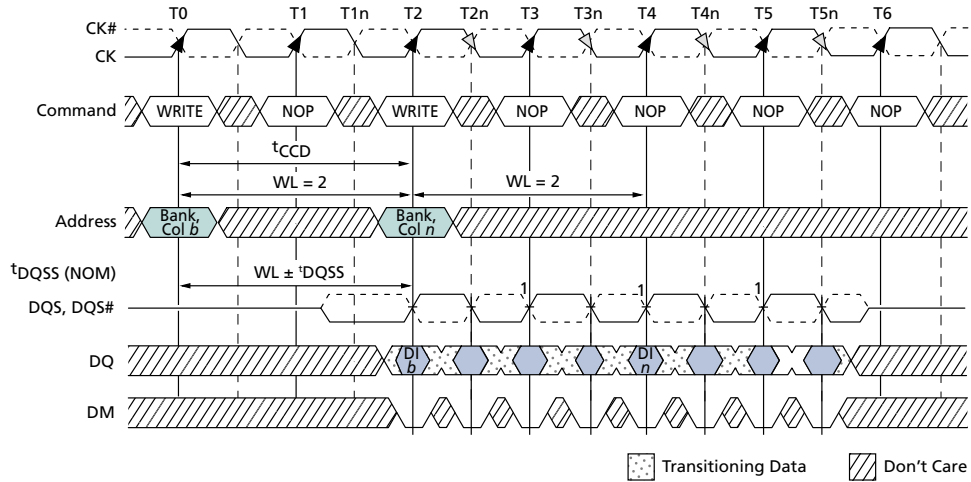 T0 T1 T1n T2 T2n T3 T3n T4 T4n T5 T5n T6
CK#
CK
Command WRITE NOP WRITE NOP NOP NOP NOP
tCCD
WL = 2 WL = 2
Address Bank, Col b Bank, Col n
tDQSS (NOM) WL ± tDQSS
DQS, DQS# 1 1 1
DQ DI b DI n
DM
Transitioning Data Don't Care